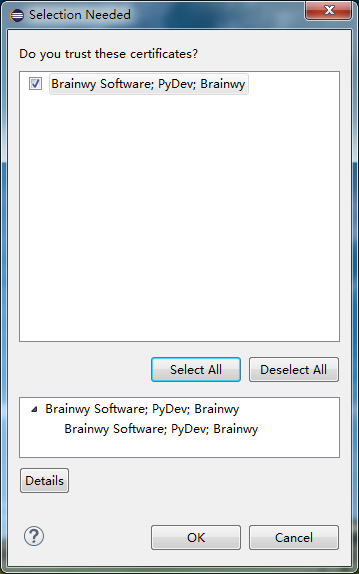 Selection Needed
Do you trust these certificates?
Brainwy Software; PyDev; Brainwy
Select All
Deselect All
Brainwy Software; PyDev; Brainwy
Brainwy Software; PyDev; Brainwy
Details
?
OK
Cancel